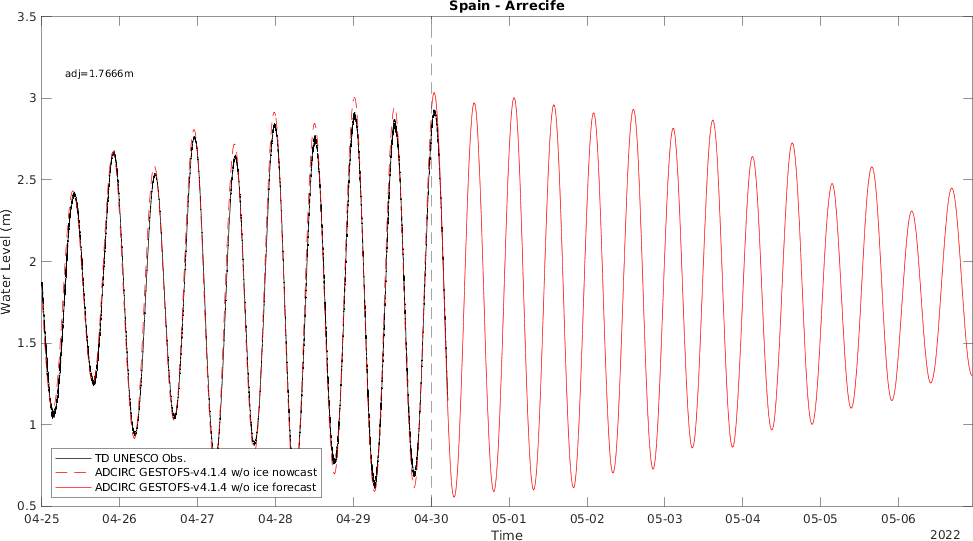 Spain - Arrecife
3.5
adj=1.7666m
3
2.5
Water Level (m)
2
1.5
1
TD UNESCO Obs.
ADCIRC GESTOFS-v4.1.4 w/o ice nowcast
ADCIRC GESTOFS-v4.1.4 w/o ice forecast
0.5
04-25 04-26 04-27 04-28 04-29 04-30 05-01 05-02 05-03 05-04 05-05 05-06
Time
2022